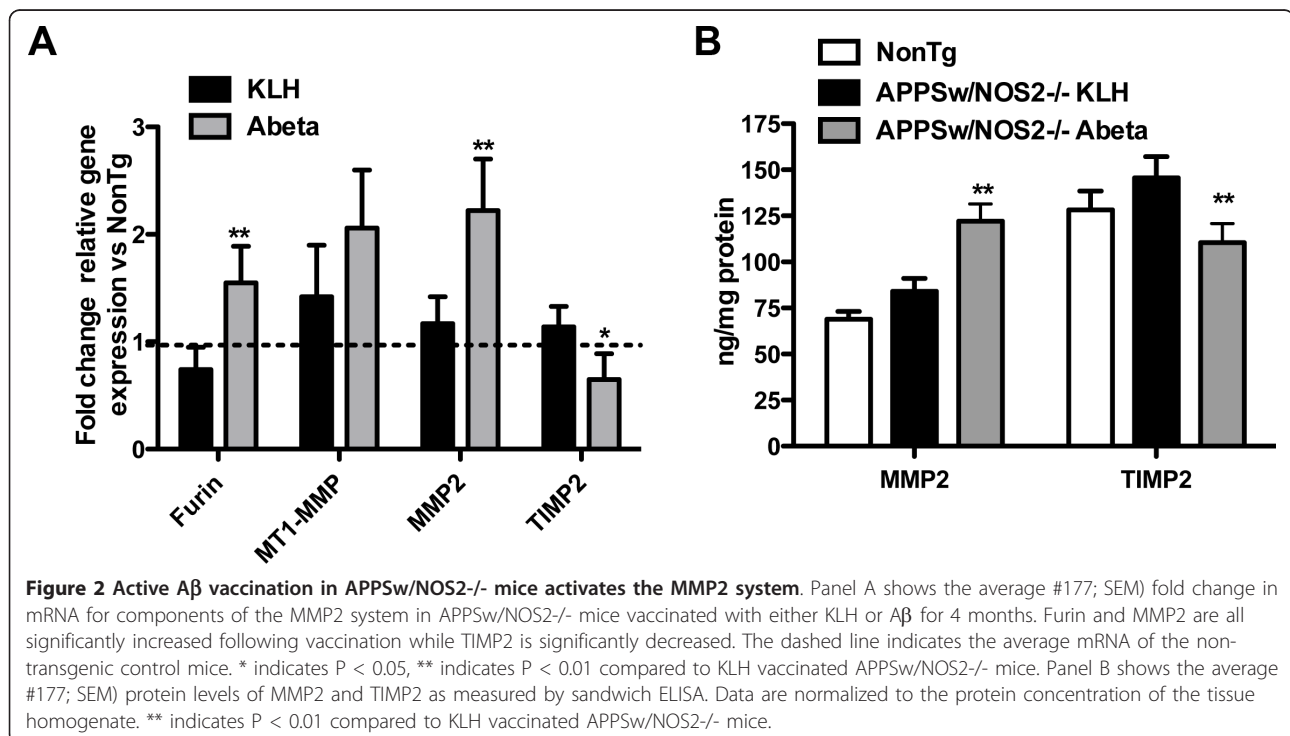 A
KLH
Abeta
Fold change relative gene
expression vs NonTg
3
2
1
0
**
**
*
Furin
MT1-MMP
MMP2
TIMP2
B
NonTg
APPSw/NOS2-/- KLH
APPSw/NOS2-/- Abeta
ng/mg protein
175
150
125
100
75
50
25
0
**
**
MMP2
TIMP2
Figure 2 Active Aβ vaccination in APPSw/NOS2-/- mice activates the MMP2 system. Panel A shows the average #177; SEM) fold change in
mRNA for components of the MMP2 system in APPSw/NOS2-/- mice vaccinated with either KLH or Aβ for 4 months. Furin and MMP2 are all
significantly increased following vaccination while TIMP2 is significantly decreased. The dashed line indicates the average mRNA of the non-
transgenic control mice. * indicates P < 0.05, ** indicates P < 0.01 compared to KLH vaccinated APPSw/NOS2-/- mice. Panel B shows the average
#177; SEM) protein levels of MMP2 and TIMP2 as measured by sandwich ELISA. Data are normalized to the protein concentration of the tissue
homogenate. ** indicates P < 0.01 compared to KLH vaccinated APPSw/NOS2-/- mice.